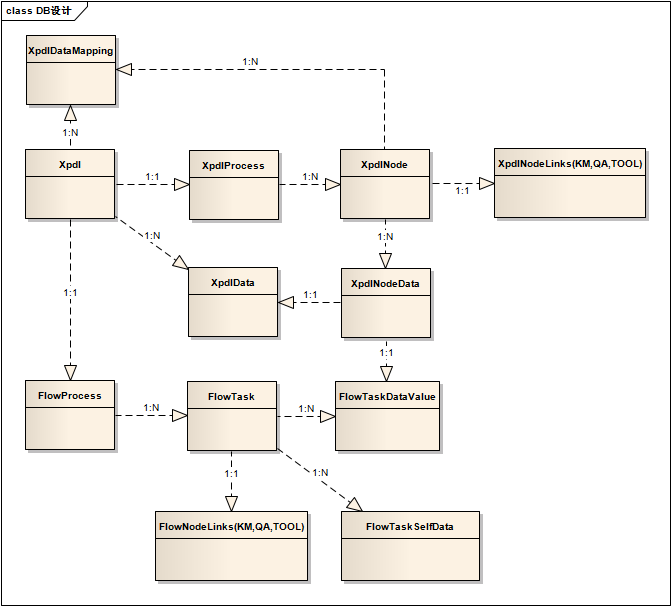 class DB设计
XpdlDataMapping
1:N
1:N
Xpdl
1:1
XpdlProcess
1:N
XpdlNode
1:1
XpdlNodeLinks(KM,QA,TOOL)
1:N
1:N
XpdlData
1:1
XpdlNodeData
1:1
1:1
FlowProcess
1:N
FlowTask
1:N
FlowTaskDataValue
1:1
1:N
FlowNodeLinks(KM,QA,TOOL)
FlowTaskSelfData